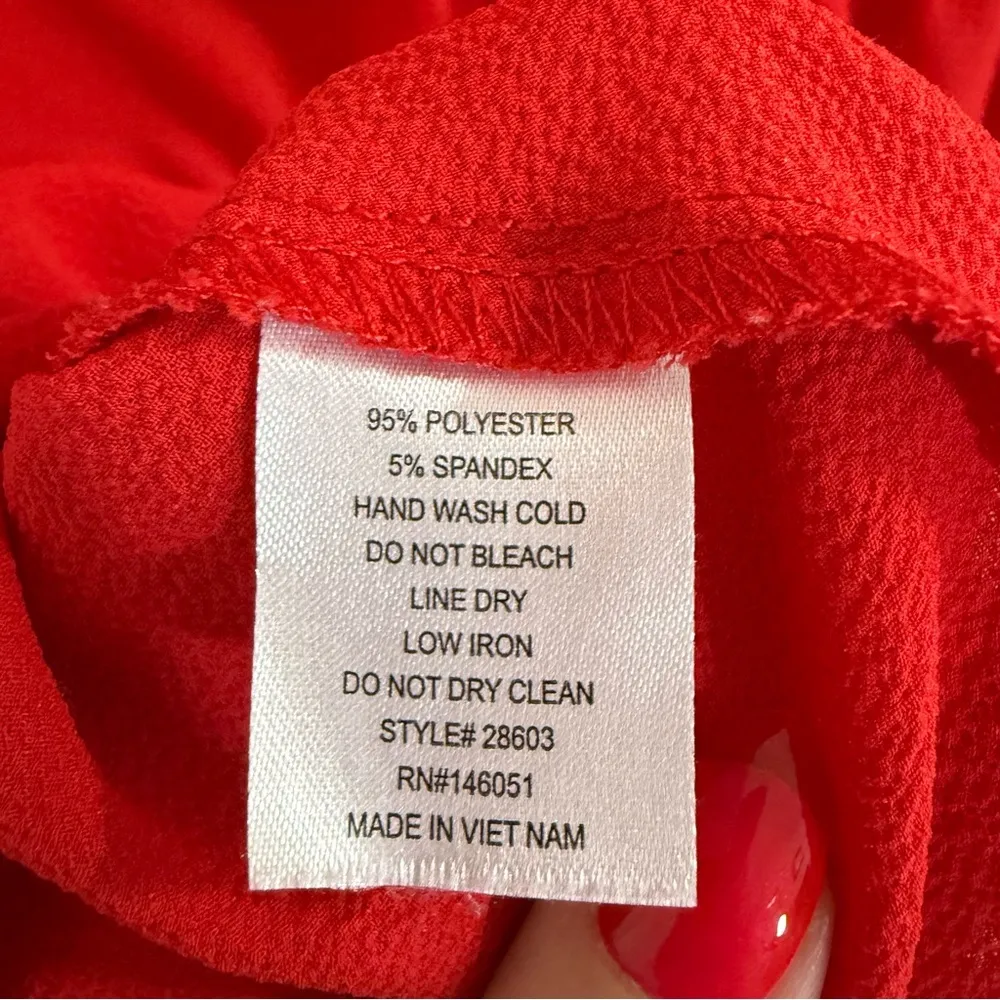 95% POLYESTER
5% SPANDEX
HAND WASH COLD
DO NOT BLEACH
LINE DRY
LOW IRON
DO NOT DRY CLEAN
STYLE# 28603
RN#146051
MADE IN VIET NAM